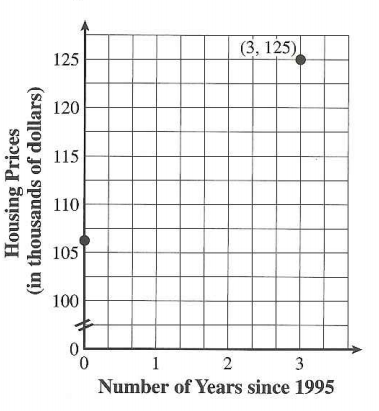 (3, 125)
Housing Prices
(in thousands of dollars)
125
120
115
110
105
100
0
0 1 2 3
Number of Years since 1995